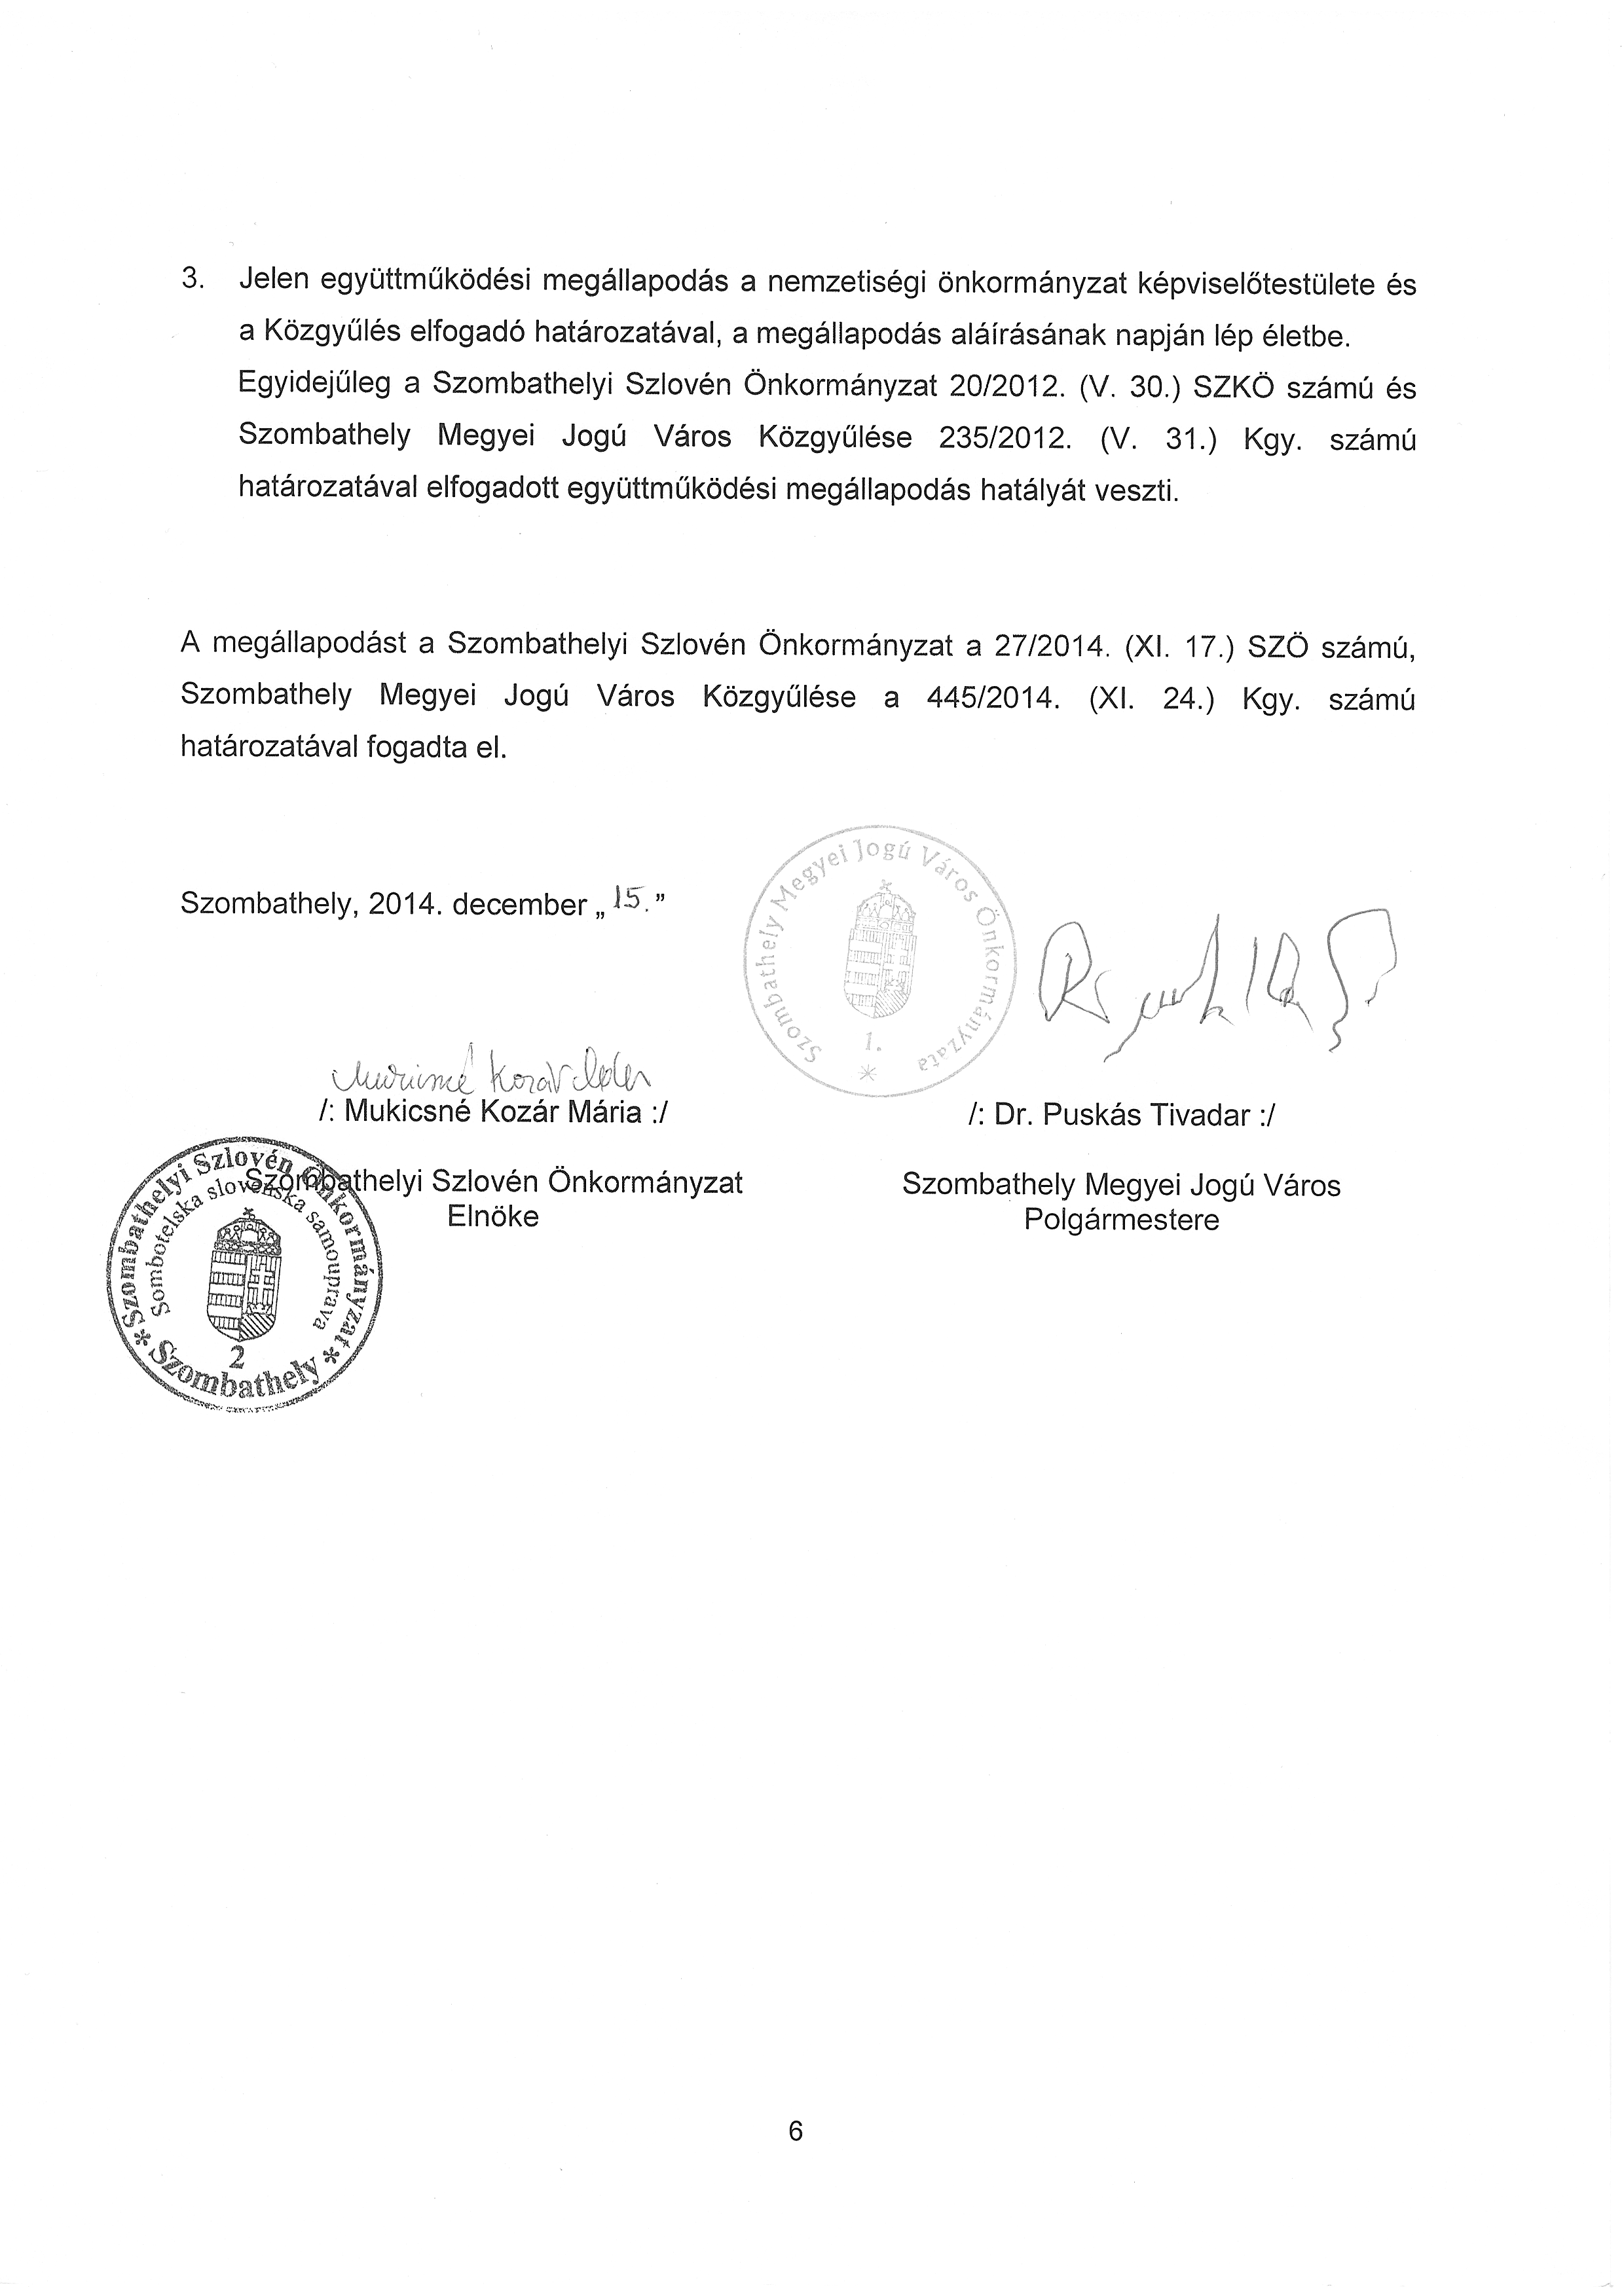 3. Jelen együttműködési megállapodás a nemzetiségi önkormányzat képviselőtestülete és
a Közgyűlés elfogadó határozatával, a megállapodás aláírásának napján lép életbe.
Egyidejűleg a Szombathelyi Szlovén Önkormányzat 20/2012. (V. 30.) SZKÖ számú és
Szombathely Megyei Jogú Város Közgyűlése 235/2012. (V. 31.) Kgy. számú
határozatával elfogadott együttműködési megállapodás hatályát veszti.
A megállapodást a Szombathelyi Szlovén Önkormányzat a 27/2014. (XI. 17.) SZÖ számú,
Szombathely Megyei Jogú Város Közgyűlése a 445/2014. (XI. 24.) Kgy. számú
határozatával fogadta el.
Szombathely, 2014. december „ 15. ”
Szombathely Megyei Jogú Város Önkormányzata
1.
/: Mukicsné Kozár Mária :/
/: Dr. Puskás Tivadar :/
Szombathelyi Szlovén Önkormányzat
Elnöke
Szombathely Megyei Jogú Város
Polgármestere
Szombathelyi Szlovén Önkormányzat
Sombotelska slovenska samouprava
2
Szombathely
6